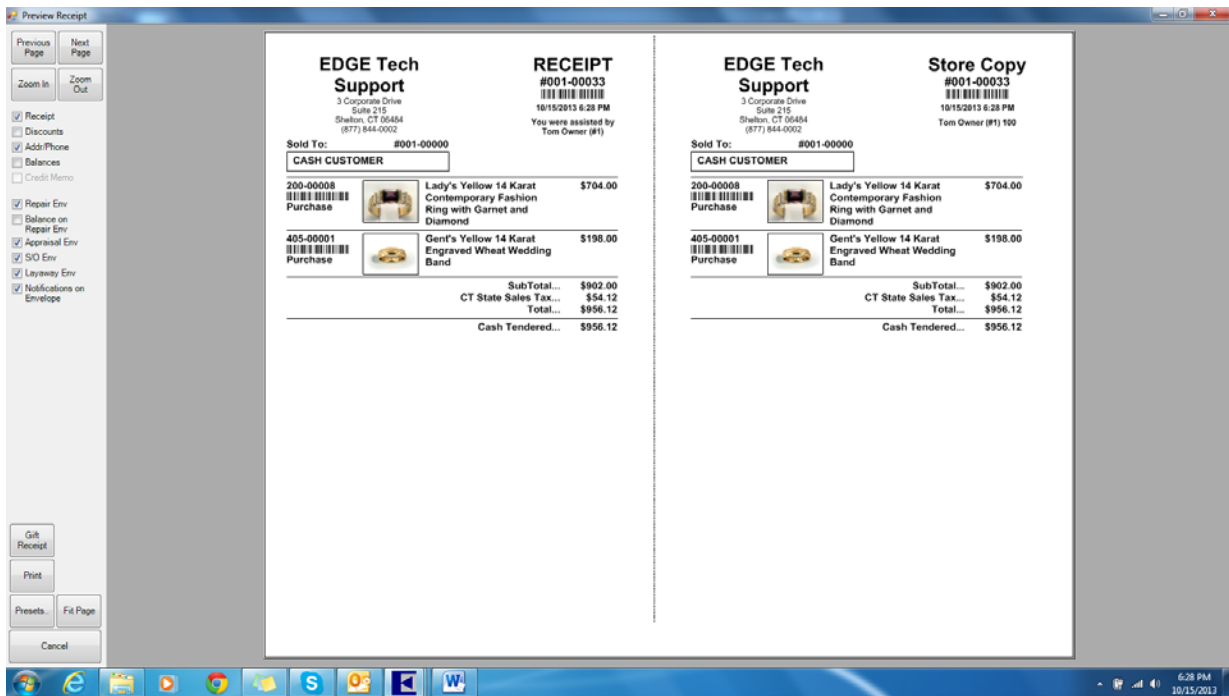 Preview Receipt
Previous Page
Next Page
Zoom In
Zoom Out
Receipt
Discounts
Addr/Phone
Balances
Credit Memo
Repair Env
Balance on
Repair Env
Appraisal Env
S/O Env
Layaway Env
Notifications on
Envelope
Gift
Receipt
Print
Presets...
Fit Page
Cancel
EDGE Tech
Support
3 Corporate Drive
Suite 215
Shelton, CT 06484
(877) 844-0002
RECEIPT
#001-00033
10/15/2013 6:28 PM
You were assisted by
Tom Owner (#1)
Sold To: #001-00000
CASH CUSTOMER
200-00008
Purchase
Lady's Yellow 14 Karat $704.00
Contemporary Fashion
Ring with Garnet and
Diamond
405-00001
Purchase
Gent's Yellow 14 Karat $198.00
Engraved Wheat Wedding
Band
SubTotal... $902.00
CT State Sales Tax... $54.12
Total... $956.12
Cash Tendered... $956.12
EDGE Tech
Support
3 Corporate Drive
Suite 215
Shelton, CT 06484
(877) 844-0002
Store Copy
#001-00033
10/15/2013 6:28 PM
Tom Owner (#1) 100
Sold To: #001-00000
CASH CUSTOMER
200-00008
Purchase
Lady's Yellow 14 Karat $704.00
Contemporary Fashion
Ring with Garnet and
Diamond
405-00001
Purchase
Gent's Yellow 14 Karat $198.00
Engraved Wheat Wedding
Band
SubTotal... $902.00
CT State Sales Tax... $54.12
Total... $956.12
Cash Tendered... $956.12
6:28 PM
10/15/2013